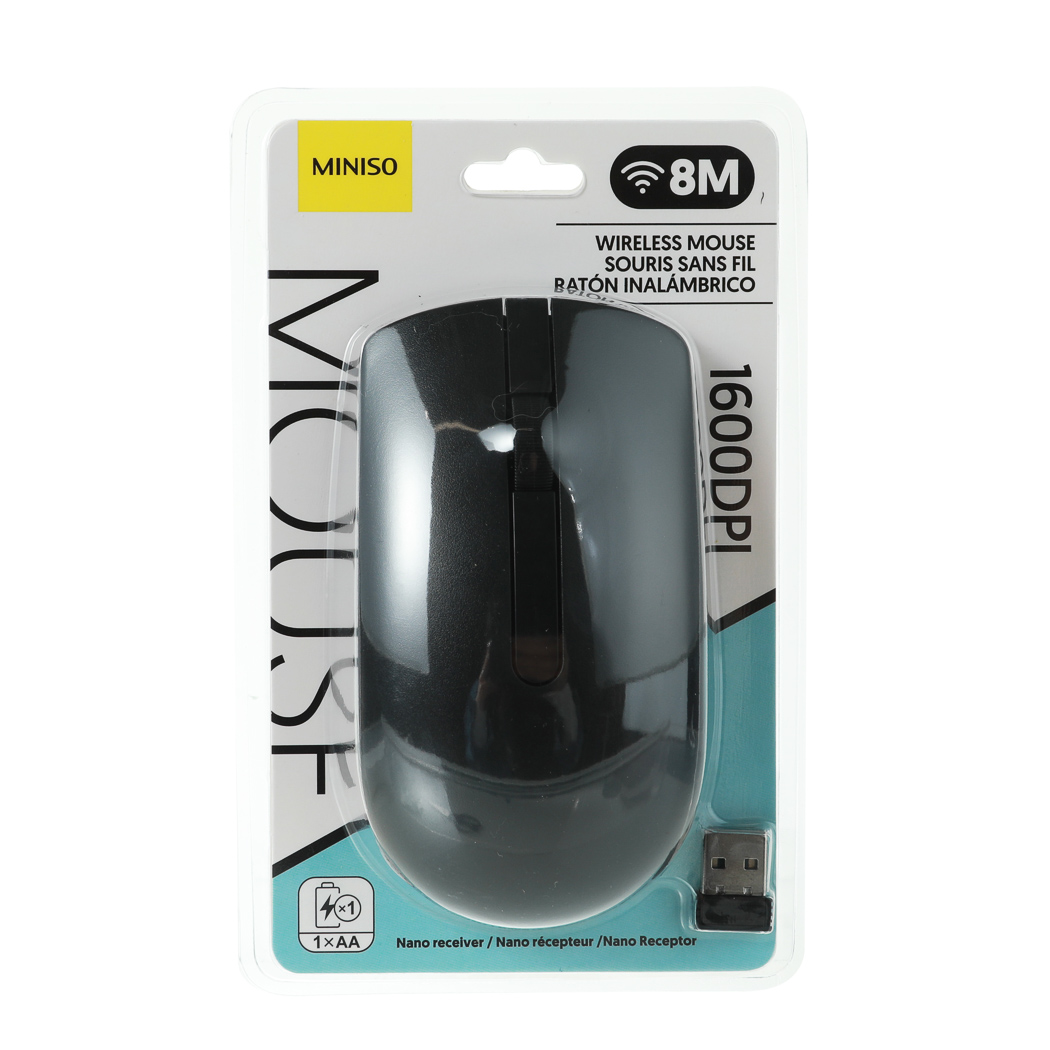 MINISO
8M
WIRELESS MOUSE
SOURIS SANS FIL
RATÓN INALÁMBRICO
MOUSE
1600DPI
×1
1×AA
Nano receiver / Nano récepteur /Nano Receptor